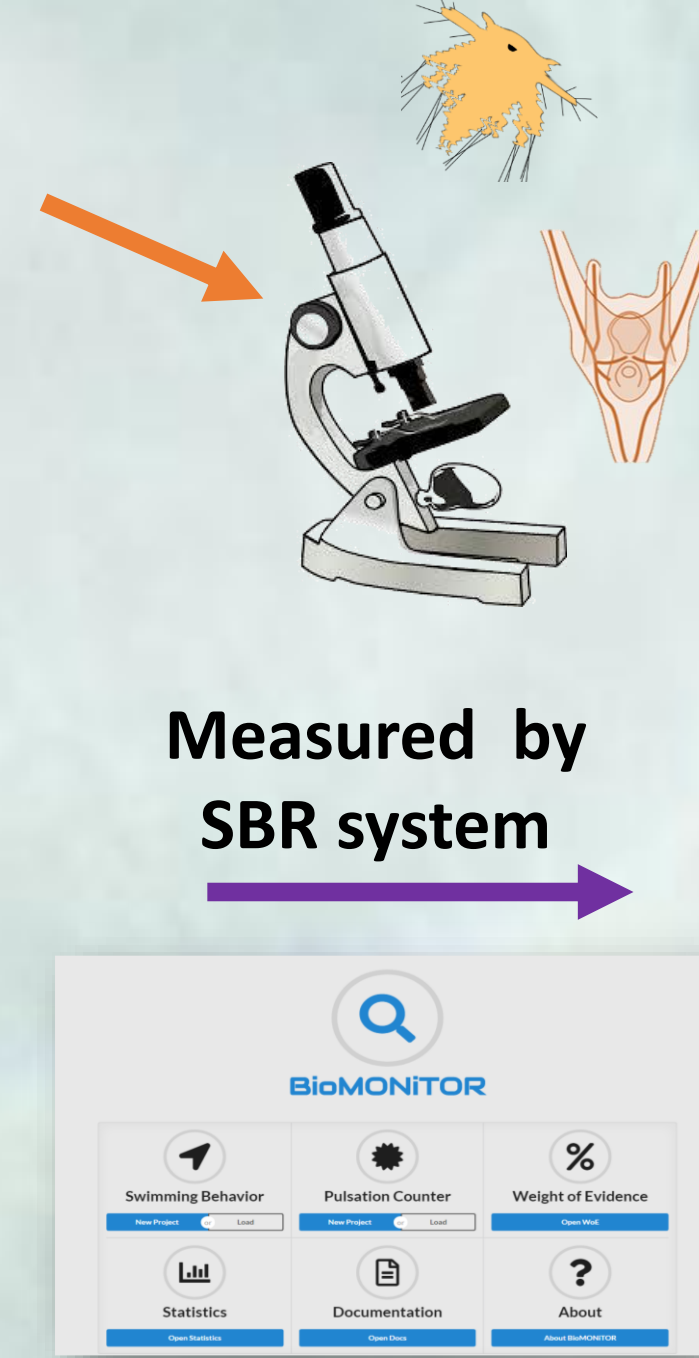 Measured by
SBR system
BioMONiTOR
Swimming Behavior
Pulsation Counter
Weight of Evidence
New Project or Load
New Project or Load
Open WoE
Statistics
Documentation
About
Open Statistics
Open Docs
About BioMONITOR